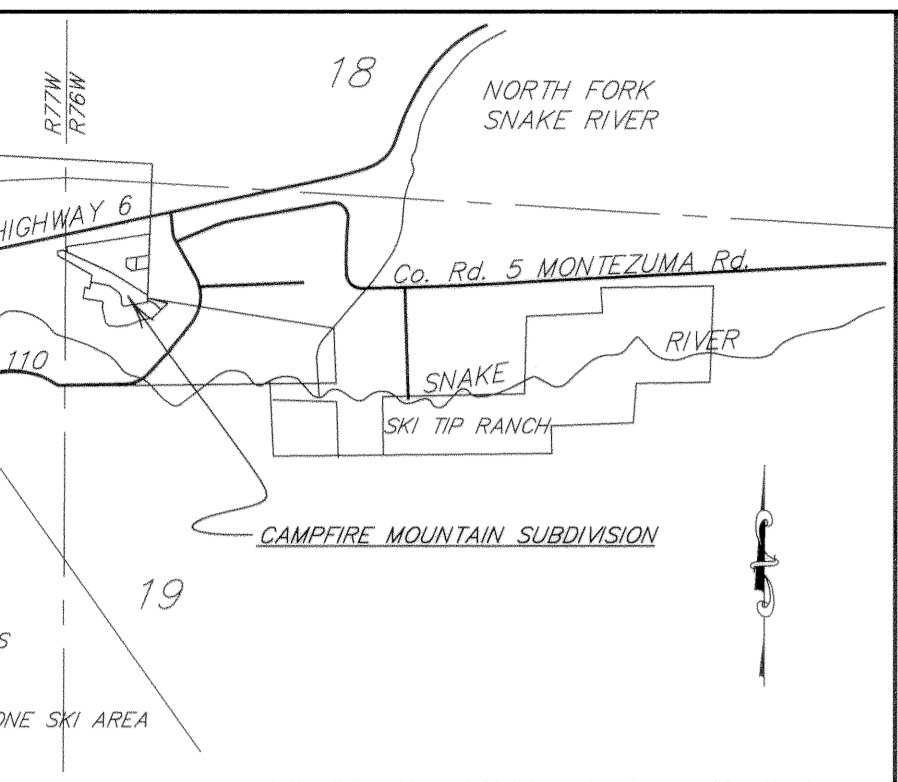 18
NORTH FORK
SNAKE RIVER
R77W
R76W
HIGHWAY 6
Co. Rd. 5 MONTEZUMA Rd.
110
SNAKE
RIVER
SKI TIP RANCH
CAMPFIRE MOUNTAIN SUBDIVISION
19
S
ONE SKI AREA